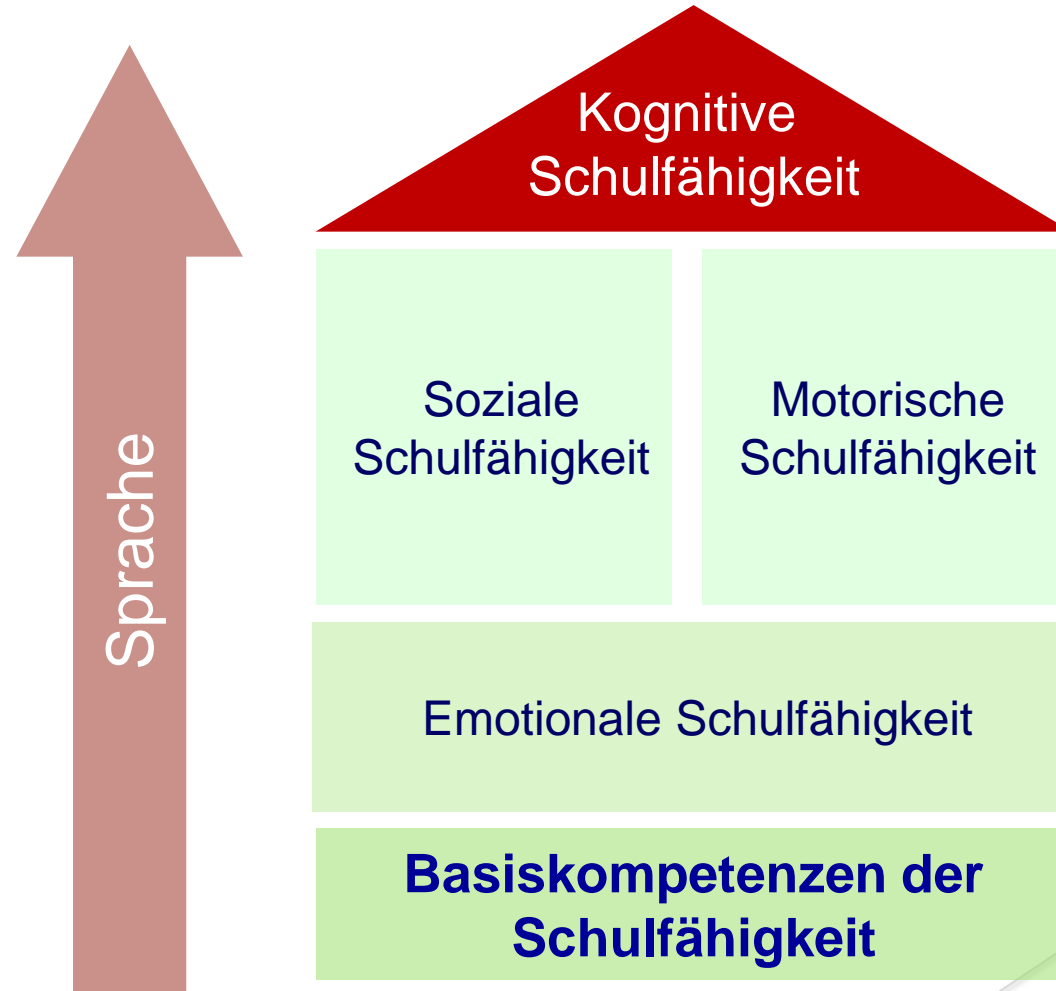 Sprache
Kognitive
Schulfähigkeit
Soziale
Schulfähigkeit
Motorische
Schulfähigkeit
Emotionale Schulfähigkeit
Basiskompetenzen der
Schulfähigkeit